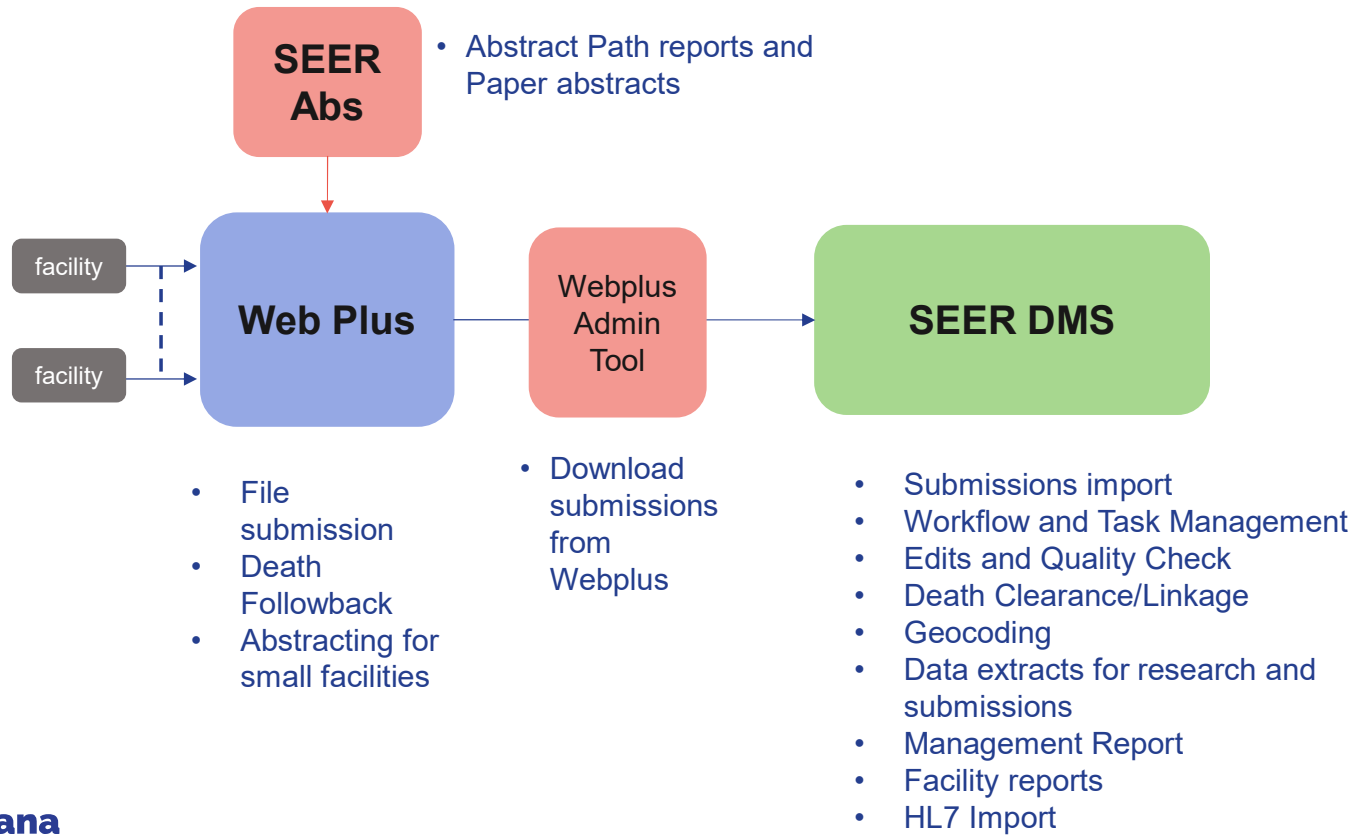 SEER
Abs
• Abstract Path reports and
Paper abstracts
facility
facility
Web Plus
Webplus
Admin
Tool
SEER DMS
• File
submission
• Death
Followback
• Abstracting for
small facilities
• Download
submissions
from
Webplus
• Submissions import
• Workflow and Task Management
• Edits and Quality Check
• Death Clearance/Linkage
• Geocoding
• Data extracts for research and
submissions
• Management Report
• Facility reports
• HL7 Import
ana